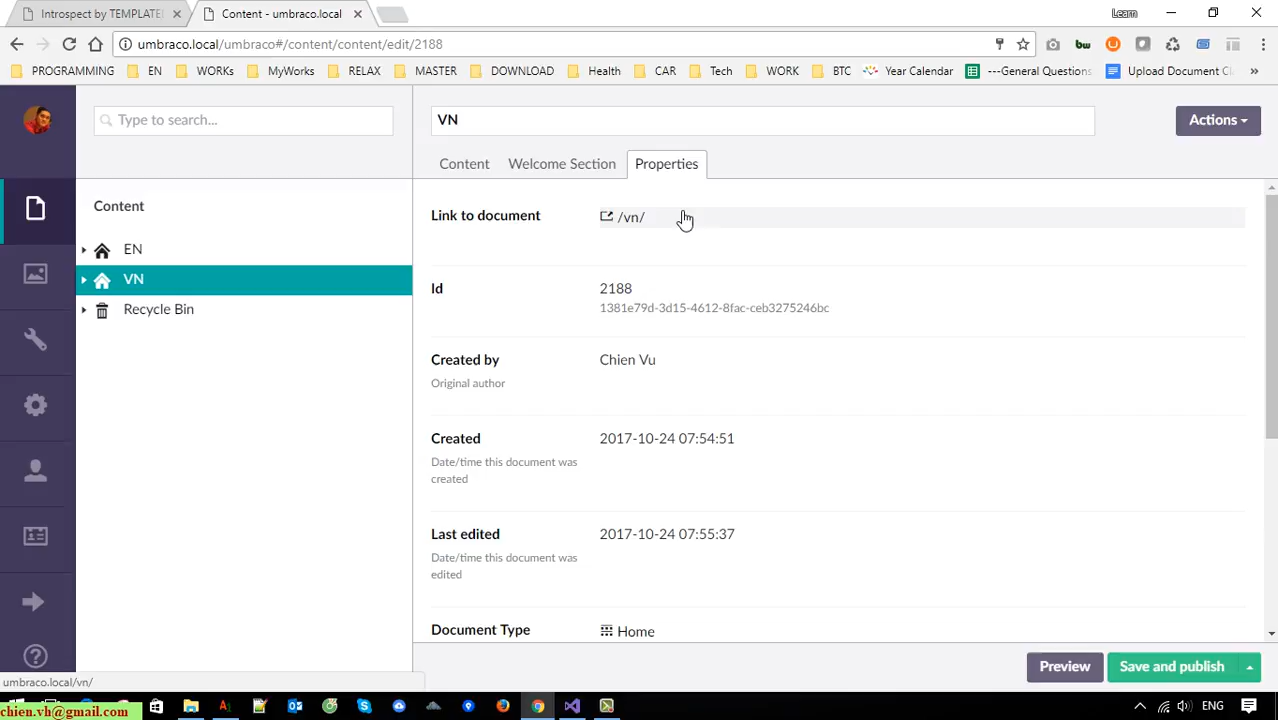 Introspect by TEMPLATE
Content - umbraco.local
Learn
umbraco.local/umbraco#/content/content/edit/2188
PROGRAMMING
EN
WORKs
MyWorks
RELAX
MASTER
DOWNLOAD
Health
CAR
Tech
WORK
BTC
Year Calendar
---General Questions
Upload Document Cl
Type to search...
VN
Actions
Content
Welcome Section
Properties
Content
EN
VN
Recycle Bin
Link to document
/vn/
Id
2188
1381e79d-3d15-4612-8fac-ceb3275246bc
Created by
Original author
Chien Vu
Created
Date/time this document was
created
2017-10-24 07:54:51
Last edited
Date/time this document was
edited
2017-10-24 07:55:37
Document Type
Home
Preview
Save and publish
umbraco.local/vn/
chien.vh@gmail.com
ENG